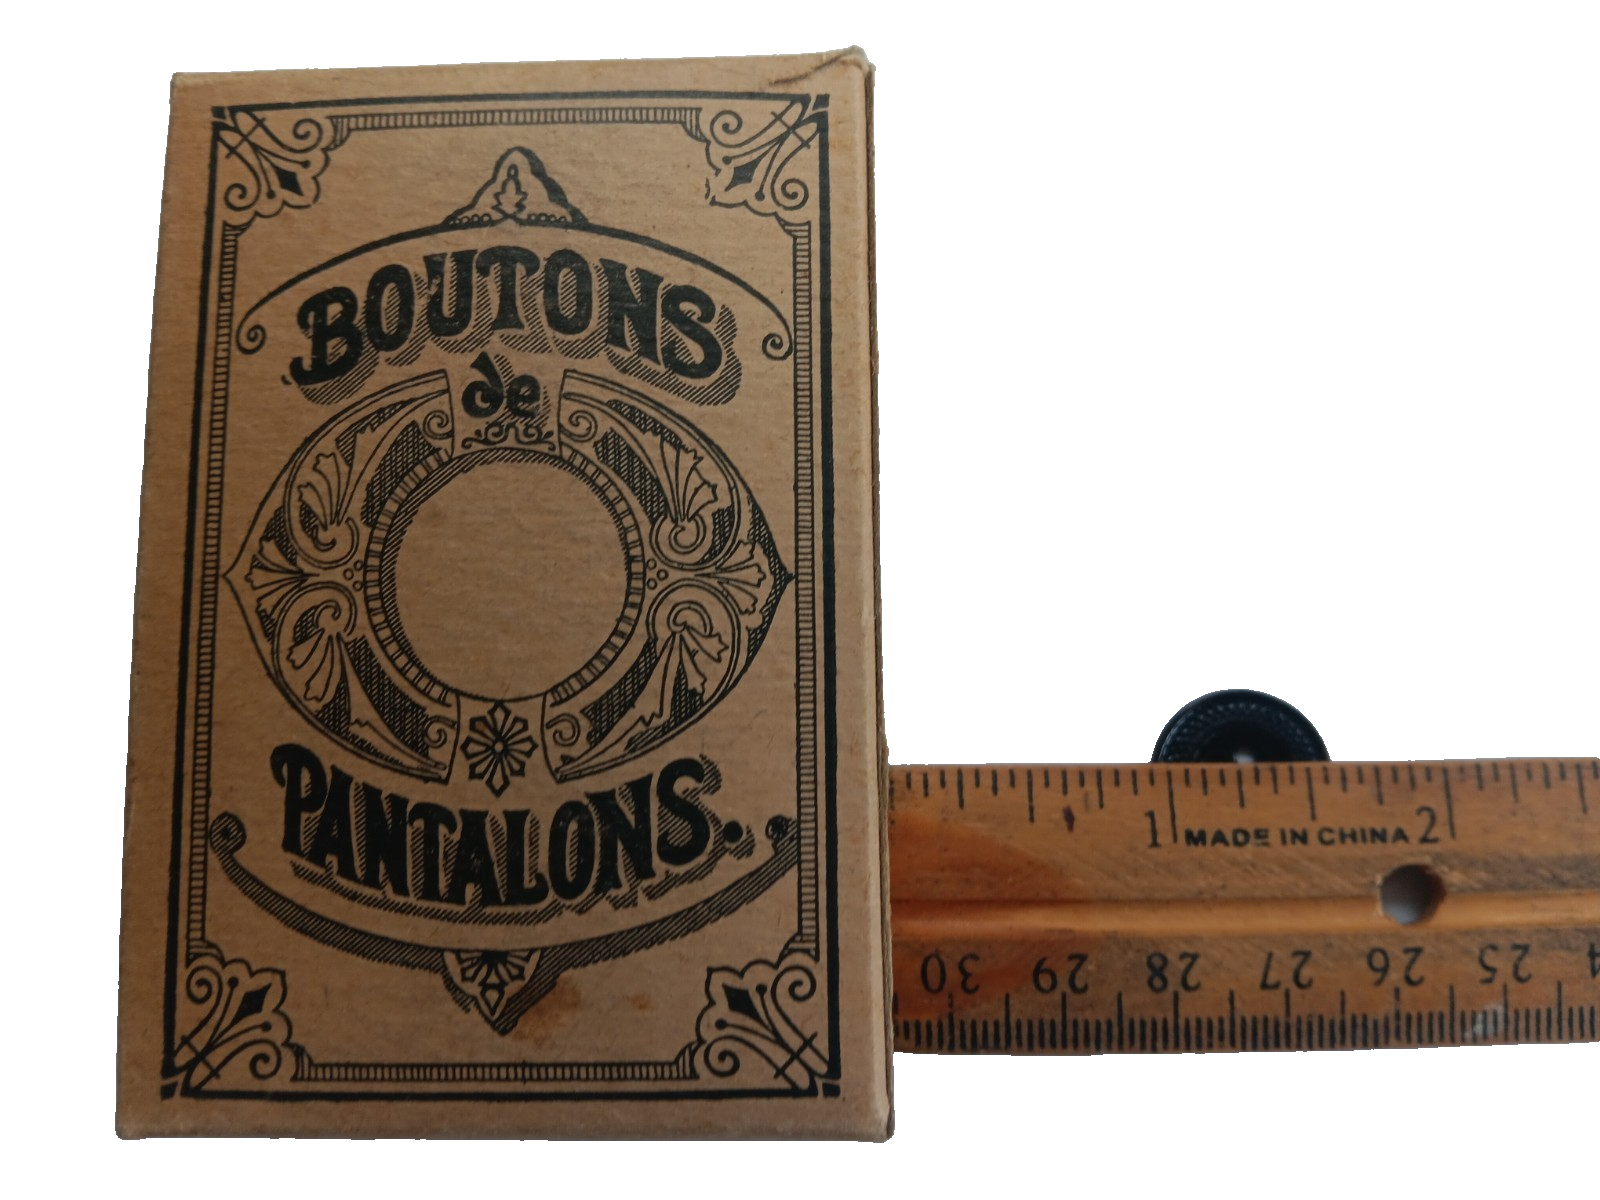 BOUTONS
de
PANTALONS.
1 MADE IN CHINA 2
30 29 28 27 26 25